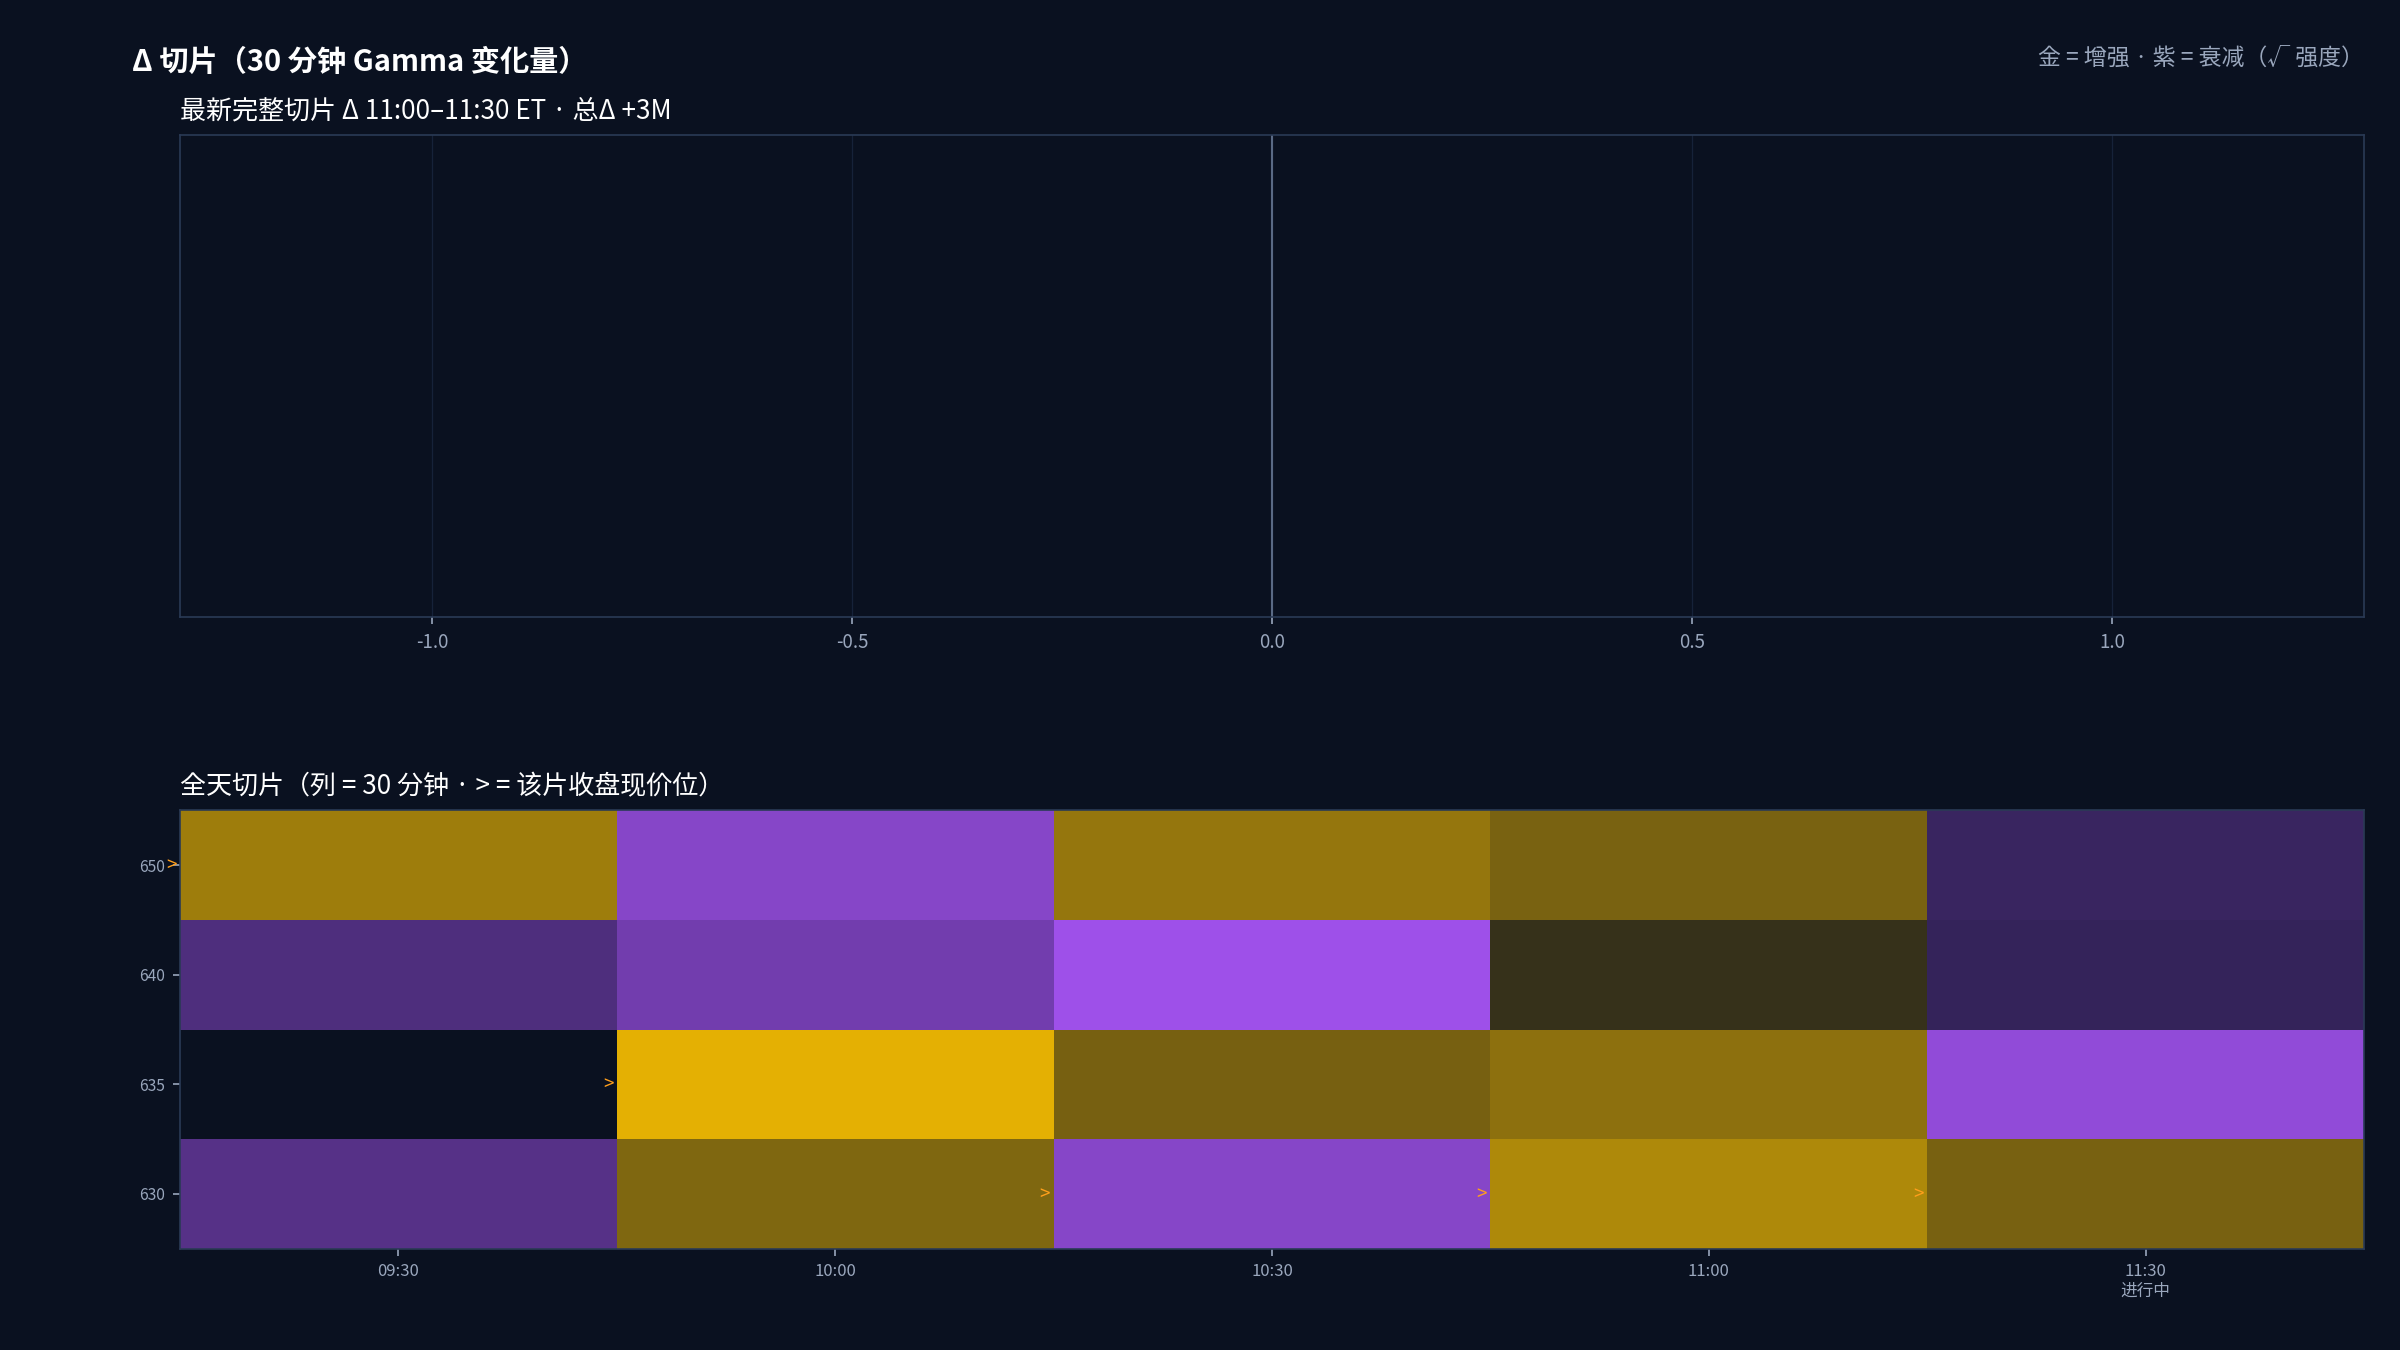 Δ 切片（30 分钟 Gamma 变化量）
金 = 增强 · 紫 = 衰减（√ 强度）
最新完整切片 Δ 11:00–11:30 ET · 总Δ +3M
-1.0 -0.5 0.0 0.5 1.0
全天切片（列 = 30 分钟 · > = 该片收盘现价位）
650 >
640
635 >
630 > > >
09:30 10:00 10:30 11:00 11:30
进行中